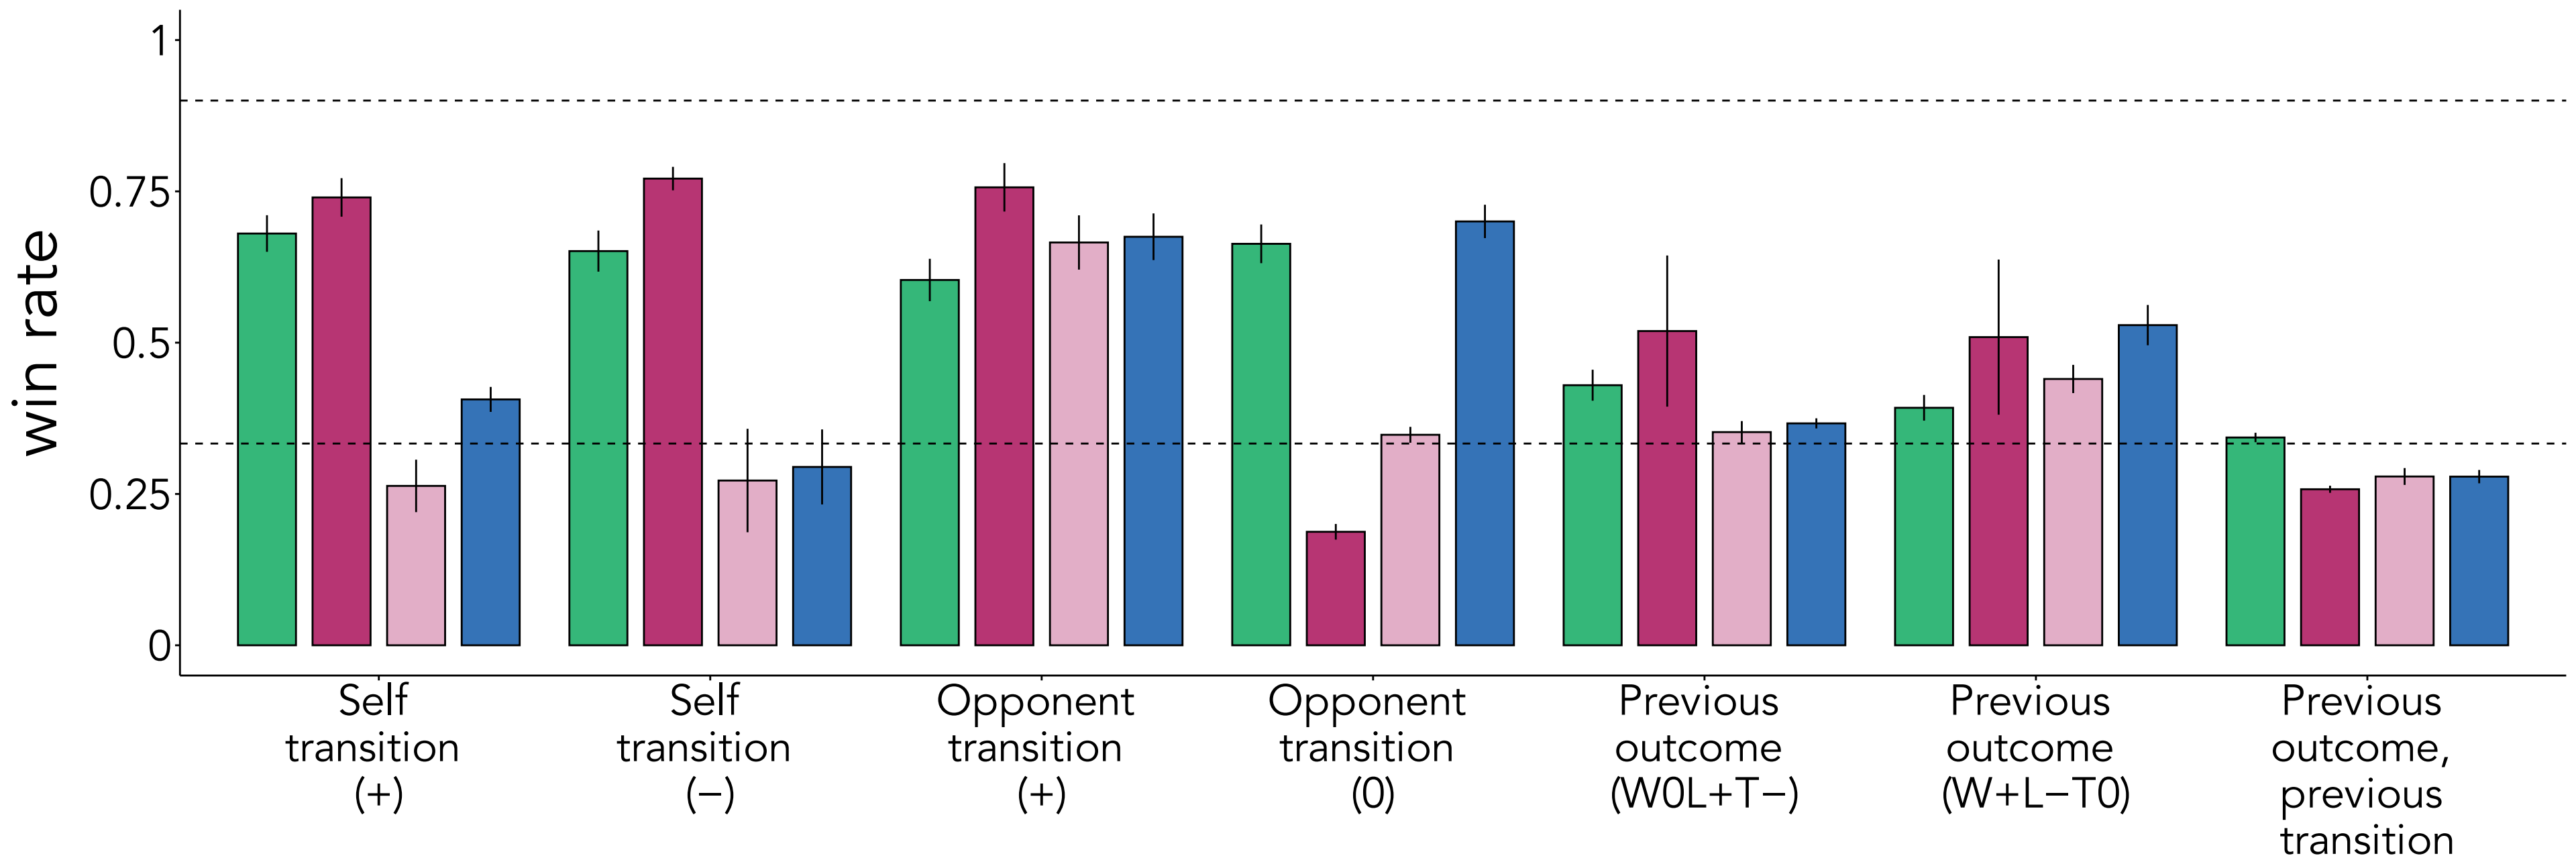 win rate
1
0.75
0.5
0.25
0
Self
transition
(+)
Self
transition
(−)
Opponent
transition
(+)
Opponent
transition
(0)
Previous
outcome
(W0L+T−)
Previous
outcome
(W+L−T0)
Previous
outcome,
previous
transition